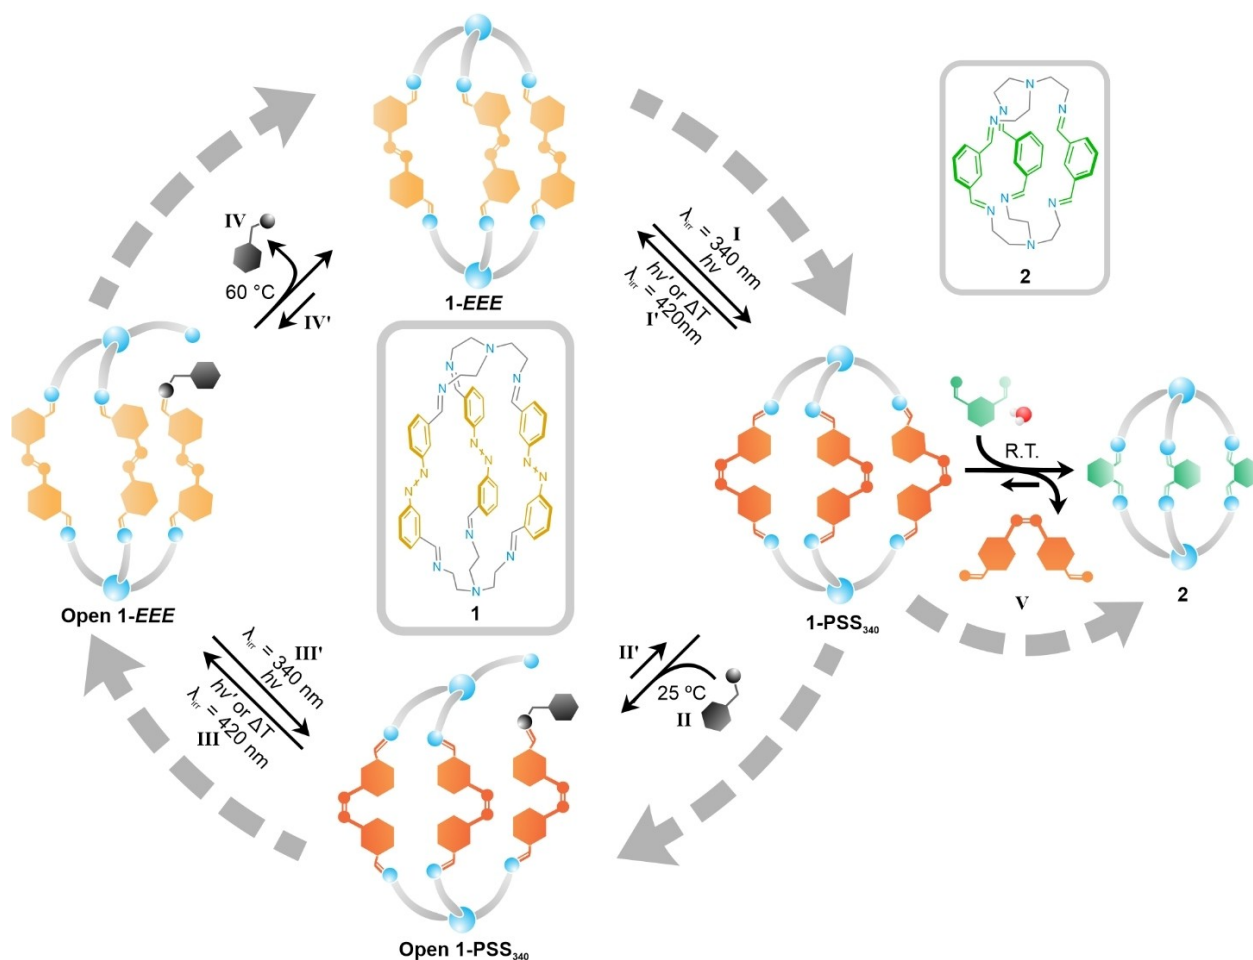 1-EEE
IV
60 °C
IV'
λirr = 340 nm
I
hν
hν' or ΔT
λirr = 420nm
I'
N
N
N
N
N
N
N
N
2
Open 1-EEE
N
N
N
N
N
N
N
N
N
N
N
N
N
N
1
1-PSS340
R.T.
V
2
λirr = 340 nm
III'
hν
hν' or ΔT
λirr = 420 nm
III
II'
25 °C
II
Open 1-PSS340